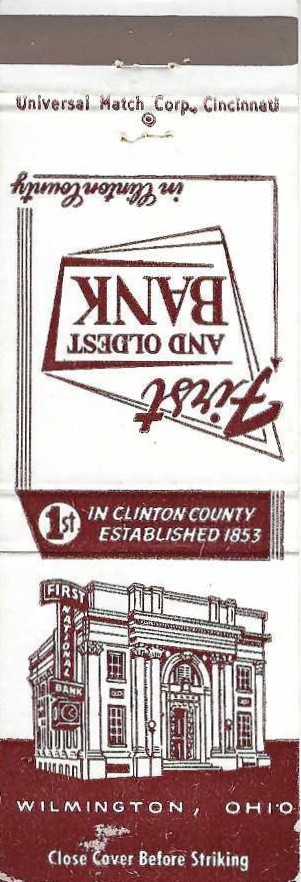 Universal Match Corp., Cincinnati
First
AND OLDEST
BANK
in Clinton County
1st IN CLINTON COUNTY
ESTABLISHED 1853
FIRST
NATIONAL
BANK
WILMINGTON, OHIO
Close Cover Before Striking